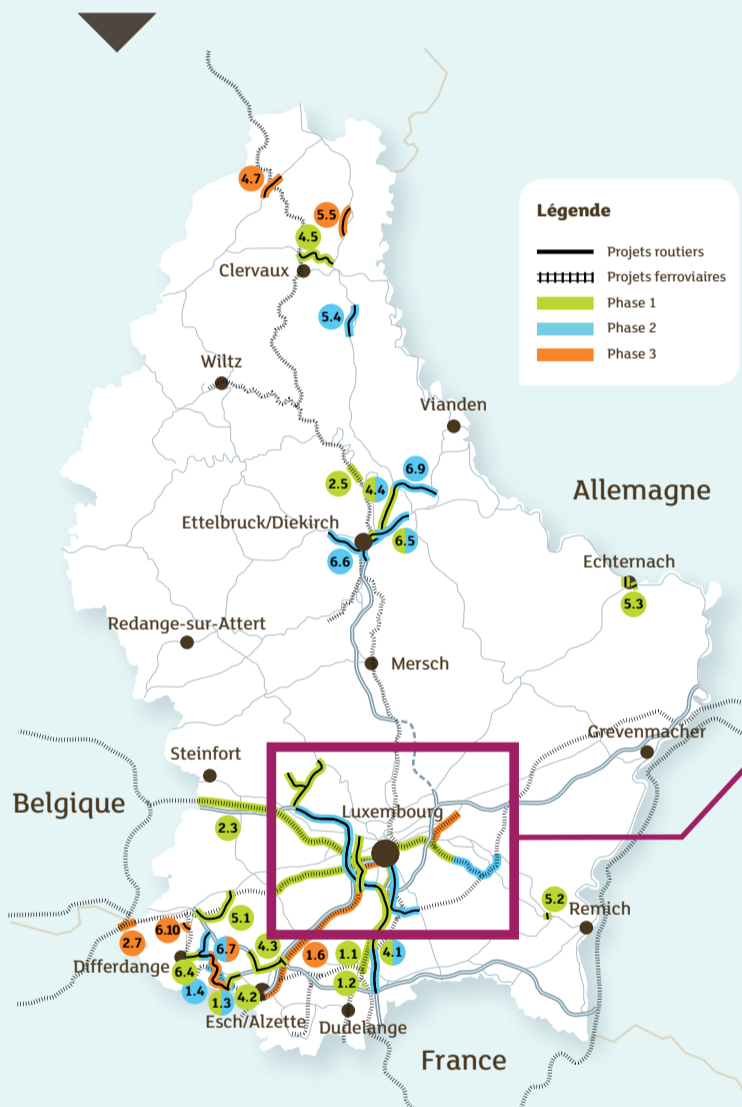 4.7
5.5
4.5
Clervaux
5.4
Légende
Projets routiers
Projets ferroviaires
Phase 1
Phase 2
Phase 3
Wiltz
Vianden
6.9
2.5
4.4
Allemagne
Ettelbruck/Diekirch
6.5
6.6
Echternach
5.3
Redange-sur-Attert
Mersch
Grevenmacher
Steinfort
Belgique
Luxembourg
2.3
5.2
Remich
5.1
6.10
2.7
6.7
4.3
1.6
1.1
4.1
Differdange
6.4
1.4
1.3
4.2
1.2
Esch/Alzette
Dudelange
France